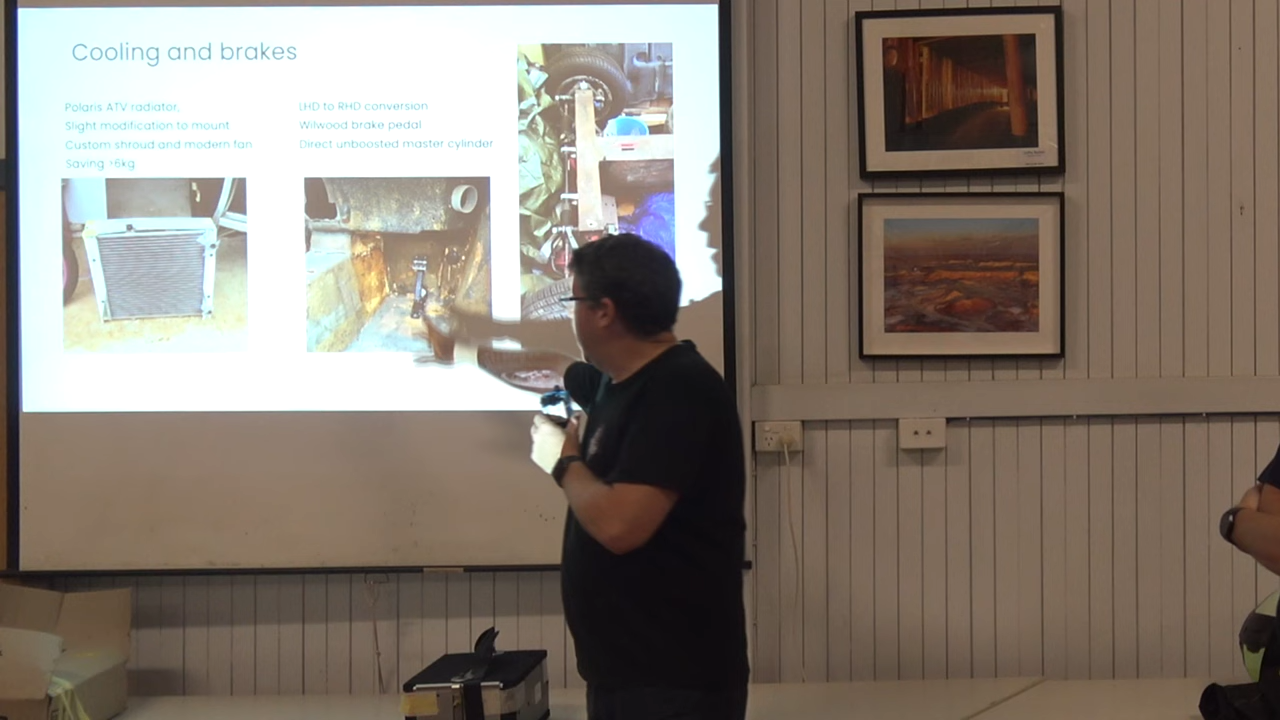 Cooling and brakes
Polaris ATV radiator,
Slight modification to mount
Custom shroud and modern fan
Saving >6kg
LHD to RHD conversion
Wilwood brake pedal
Direct unboosted master cylinder